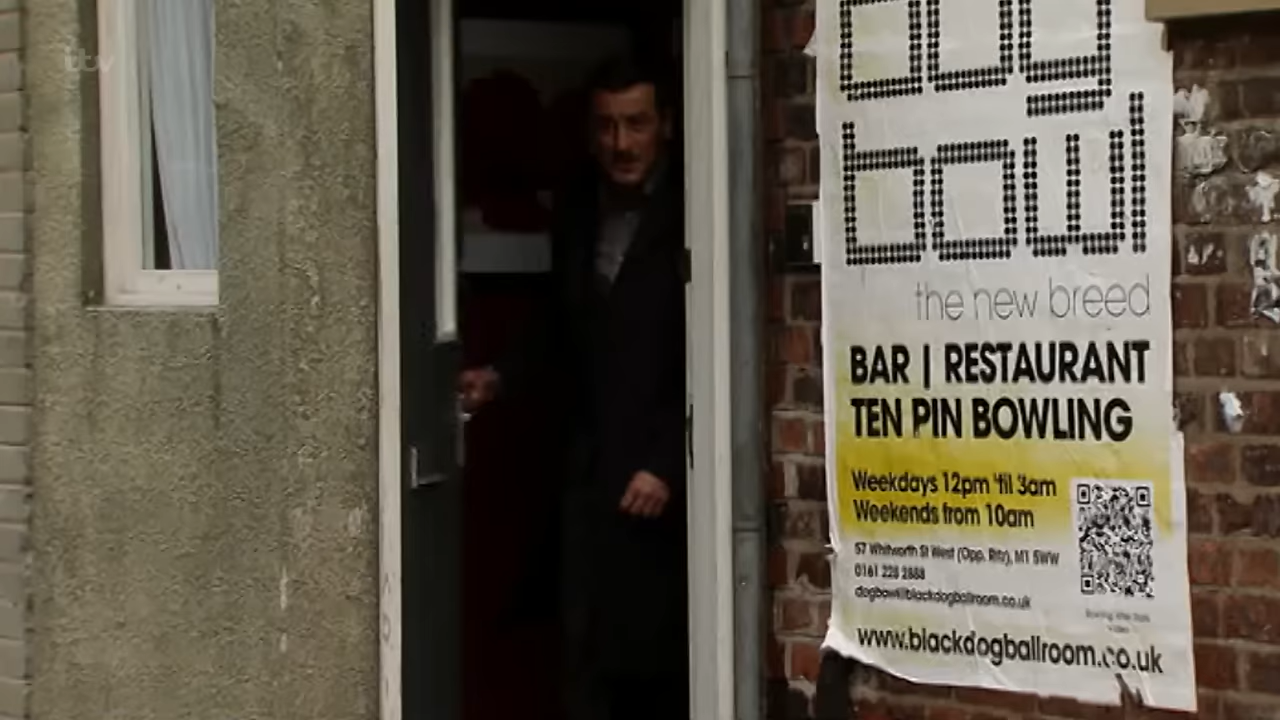 itv
dog
bowl
the new breed
BAR | RESTAURANT
TEN PIN BOWLING
Weekdays 12pm 'til 3am
Weekends from 10am
57 Whitworth St West (Opp. Ritz), M1 5WW
0161 228 2888
dogbowl@blackdogballroom.co.uk
www.blackdogballroom.co.uk